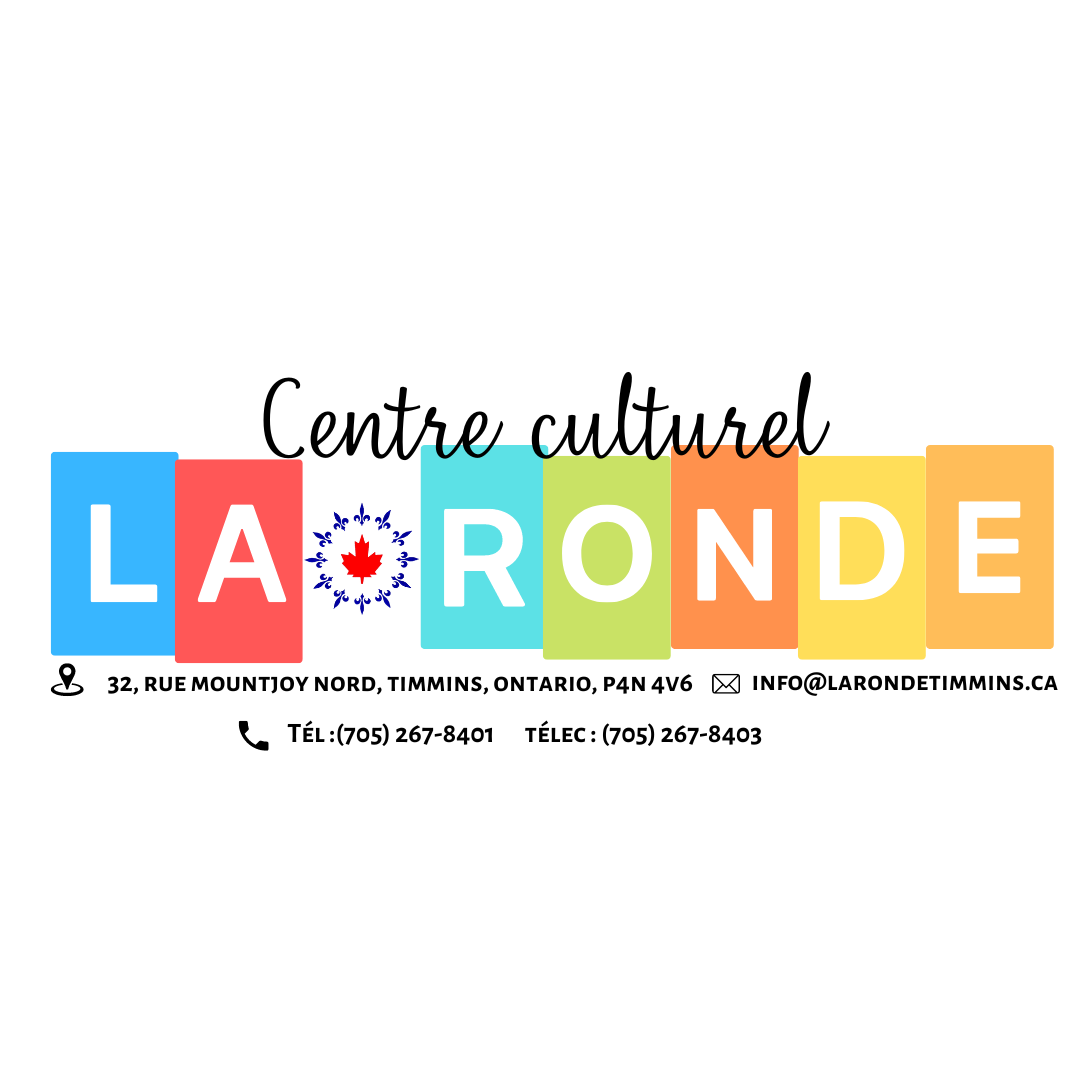 Centre culturel
LA RONDE
32, rue Mountjoy Nord, Timmins, Ontario, P4N 4V6 info@larondetimmins.ca
Tél :(705) 267-8401 téléc : (705) 267-8403